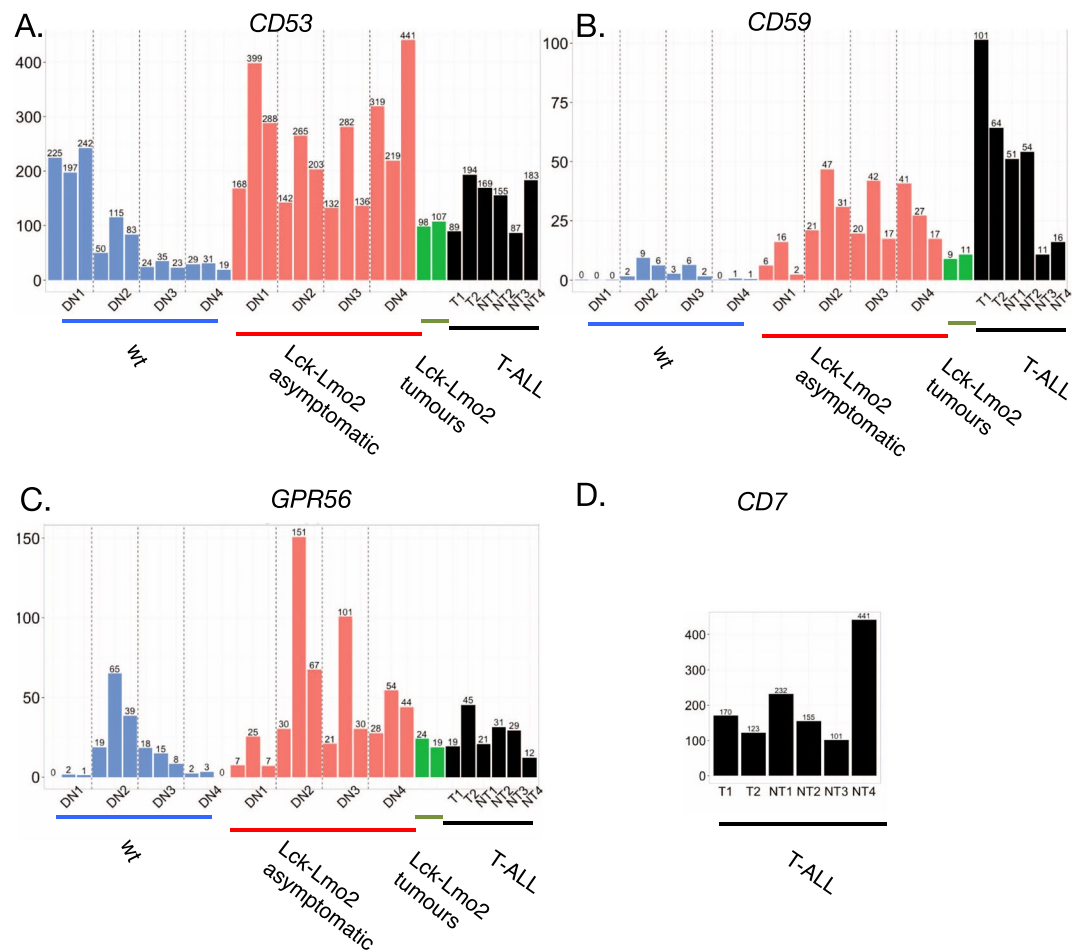 A.
CD53
400
300
200
100
0
225 197 242 50 115 83 24 35 23 29 31 19 168 399 288 142 265 203 132 282 136 319 219 441 98 107 89 194 169 155 87 183
DN1 DN2 DN3 DN4 DN1 DN2 DN3 DN4 T1 T2 NT1 NT2 NT3 NT4
wt
Lck-Lmo2
asymptomatic
Lck-Lmo2
tumours
T-ALL
B.
CD59
100
75
50
25
0
0 0 0 2 9 6 3 6 2 0 1 1 6 16 2 21 47 31 20 42 17 41 27 17 9 11 101 64 51 54 11 16
DN1 DN2 DN3 DN4 DN1 DN2 DN3 DN4 T1 T2 NT1 NT2 NT3 NT4
wt
Lck-Lmo2
asymptomatic
Lck-Lmo2
tumours
T-ALL
C.
GPR56
150
100
50
0
0 2 1 19 65 39 18 15 8 2 3 0 7 25 7 30 151 67 21 101 30 28 54 44 24 19 19 45 21 31 29 12
DN1 DN2 DN3 DN4 DN1 DN2 DN3 DN4 T1 T2 NT1 NT2 NT3 NT4
wt
Lck-Lmo2
asymptomatic
Lck-Lmo2
tumours
T-ALL
D.
CD7
400
300
200
100
0
170 123 232 155 101 441
T1 T2 NT1 NT2 NT3 NT4
T-ALL